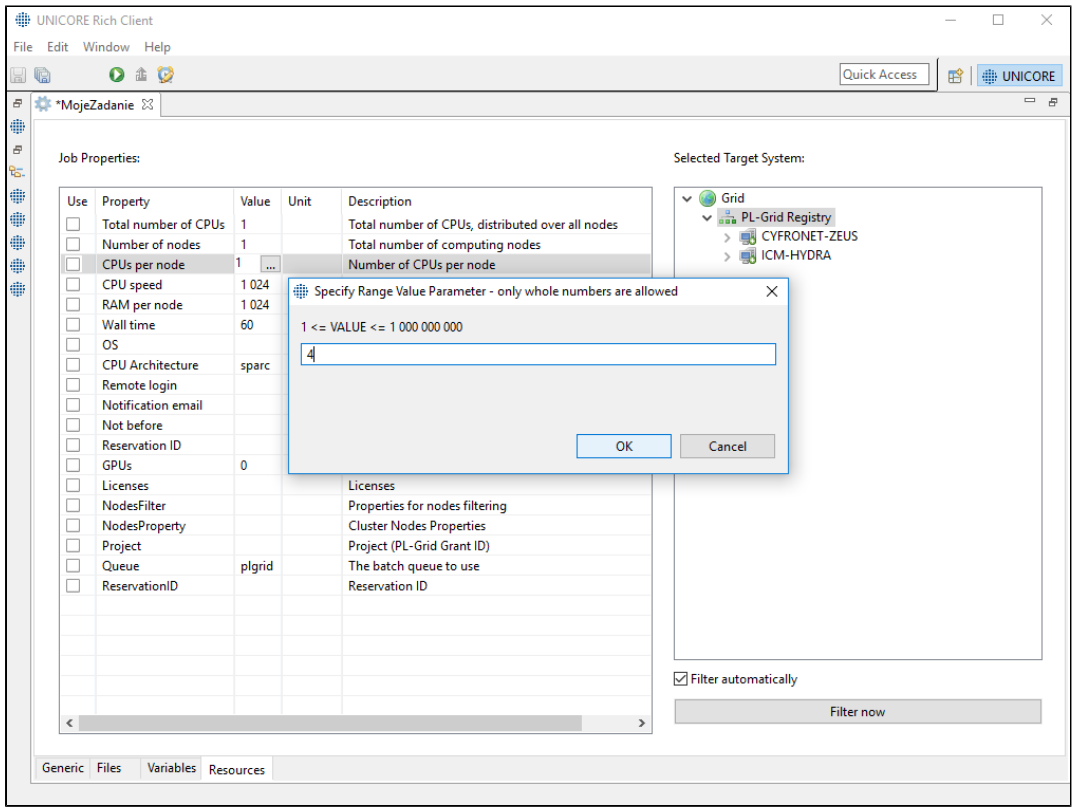 UNICORE Rich Client
File Edit Window Help
Quick Access
UNICORE
*MojeZadanie
Job Properties:
Use Property Value Unit Description
Total number of CPUs 1 Total number of CPUs, distributed over all nodes
Number of nodes 1 Total number of computing nodes
CPUs per node 1 ... Number of CPUs per node
CPU speed 1 024
RAM per node 1 024
Wall time 60
OS
CPU Architecture sparc
Remote login
Notification email
Not before
Reservation ID
GPUs 0
Licenses Licenses
NodesFilter Properties for nodes filtering
NodesProperty Cluster Nodes Properties
Project Project (PL-Grid Grant ID)
Queue plgrid The batch queue to use
ReservationID Reservation ID
Specify Range Value Parameter - only whole numbers are allowed
1 <= VALUE <= 1 000 000 000
4
OK Cancel
Selected Target System:
Grid
PL-Grid Registry
CYFRONET-ZEUS
ICM-HYDRA
Filter automatically
Filter now
Generic Files Variables Resources